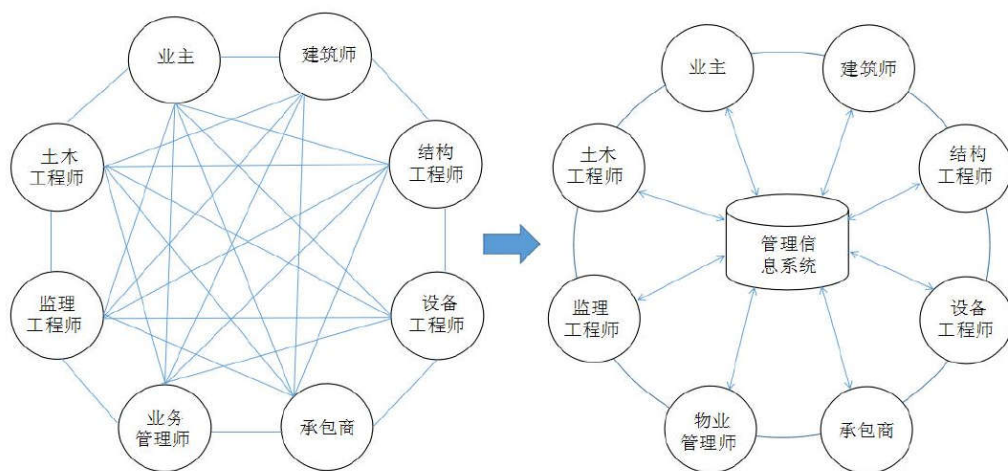 业主
建筑师
土木
工程师
结构
工程师
监理
工程师
设备
工程师
业务
管理师
承包商
业主
建筑师
土木
工程师
结构
工程师
管理信
息系统
监理
工程师
设备
工程师
物业
管理师
承包商